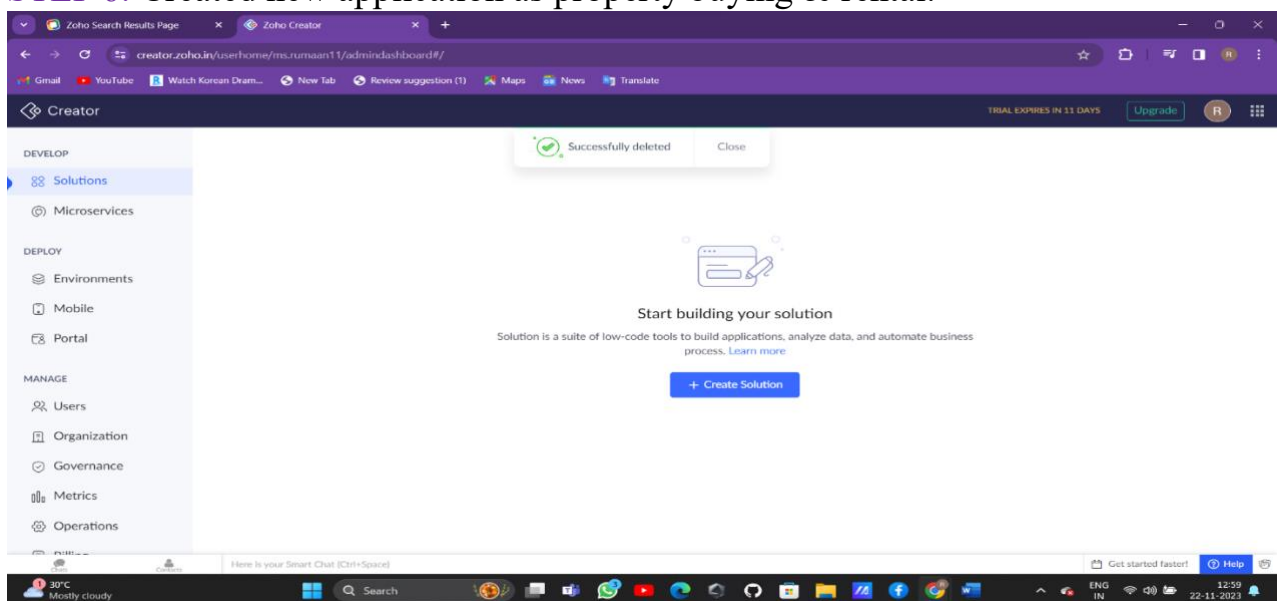 STEP 6: Created new application as property buying & rental.
Zoho Search Results Page
Zoho Creator
creator.zoho.in/userhome/ms.rumaan11/admindashboard#/
Gmail YouTube Watch Korean Dram... New Tab Review suggestion (1) Maps News Translate
Creator
TRIAL EXPIRES IN 11 DAYS Upgrade R
Successfully deleted Close
DEVELOP
Solutions
Microservices
DEPLOY
Environments
Mobile
Portal
MANAGE
Users
Organization
Governance
Metrics
Operations
Start building your solution
Solution is a suite of low-code tools to build applications, analyze data, and automate business
process. Learn more
+ Create Solution
Chats Contacts Here is your Smart Chat (Ctrl+Space) Get started faster! Help
30°C
Mostly cloudy
Search
ENG
IN
12:59
22-11-2023